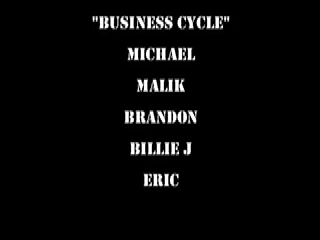 "BUSINESS CYCLE"
MICHAEL
MALIK
BRANDON
BILLIE J
ERIC